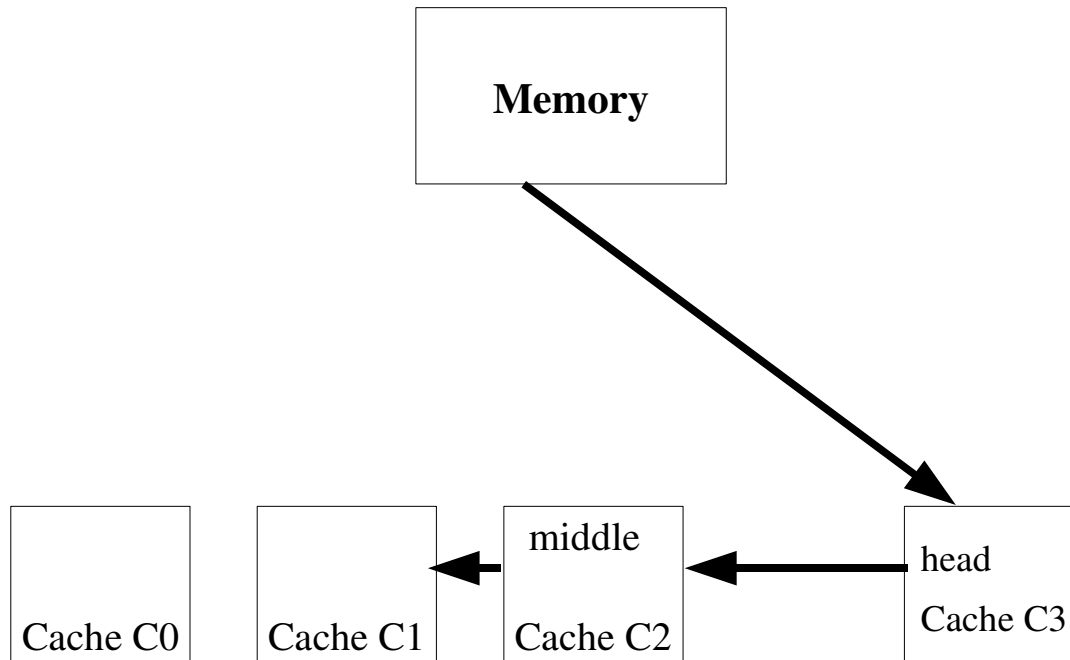 Memory
middle
head
Cache C0
Cache C1
Cache C2
Cache C3